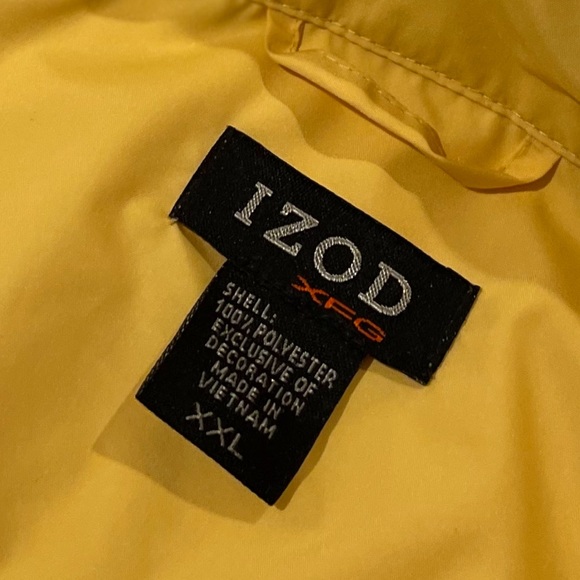 IZOD
XFG
SHELL:
100% POLYESTER
EXCLUSIVE OF
DECORATION
MADE IN
VIETNAM
XXL